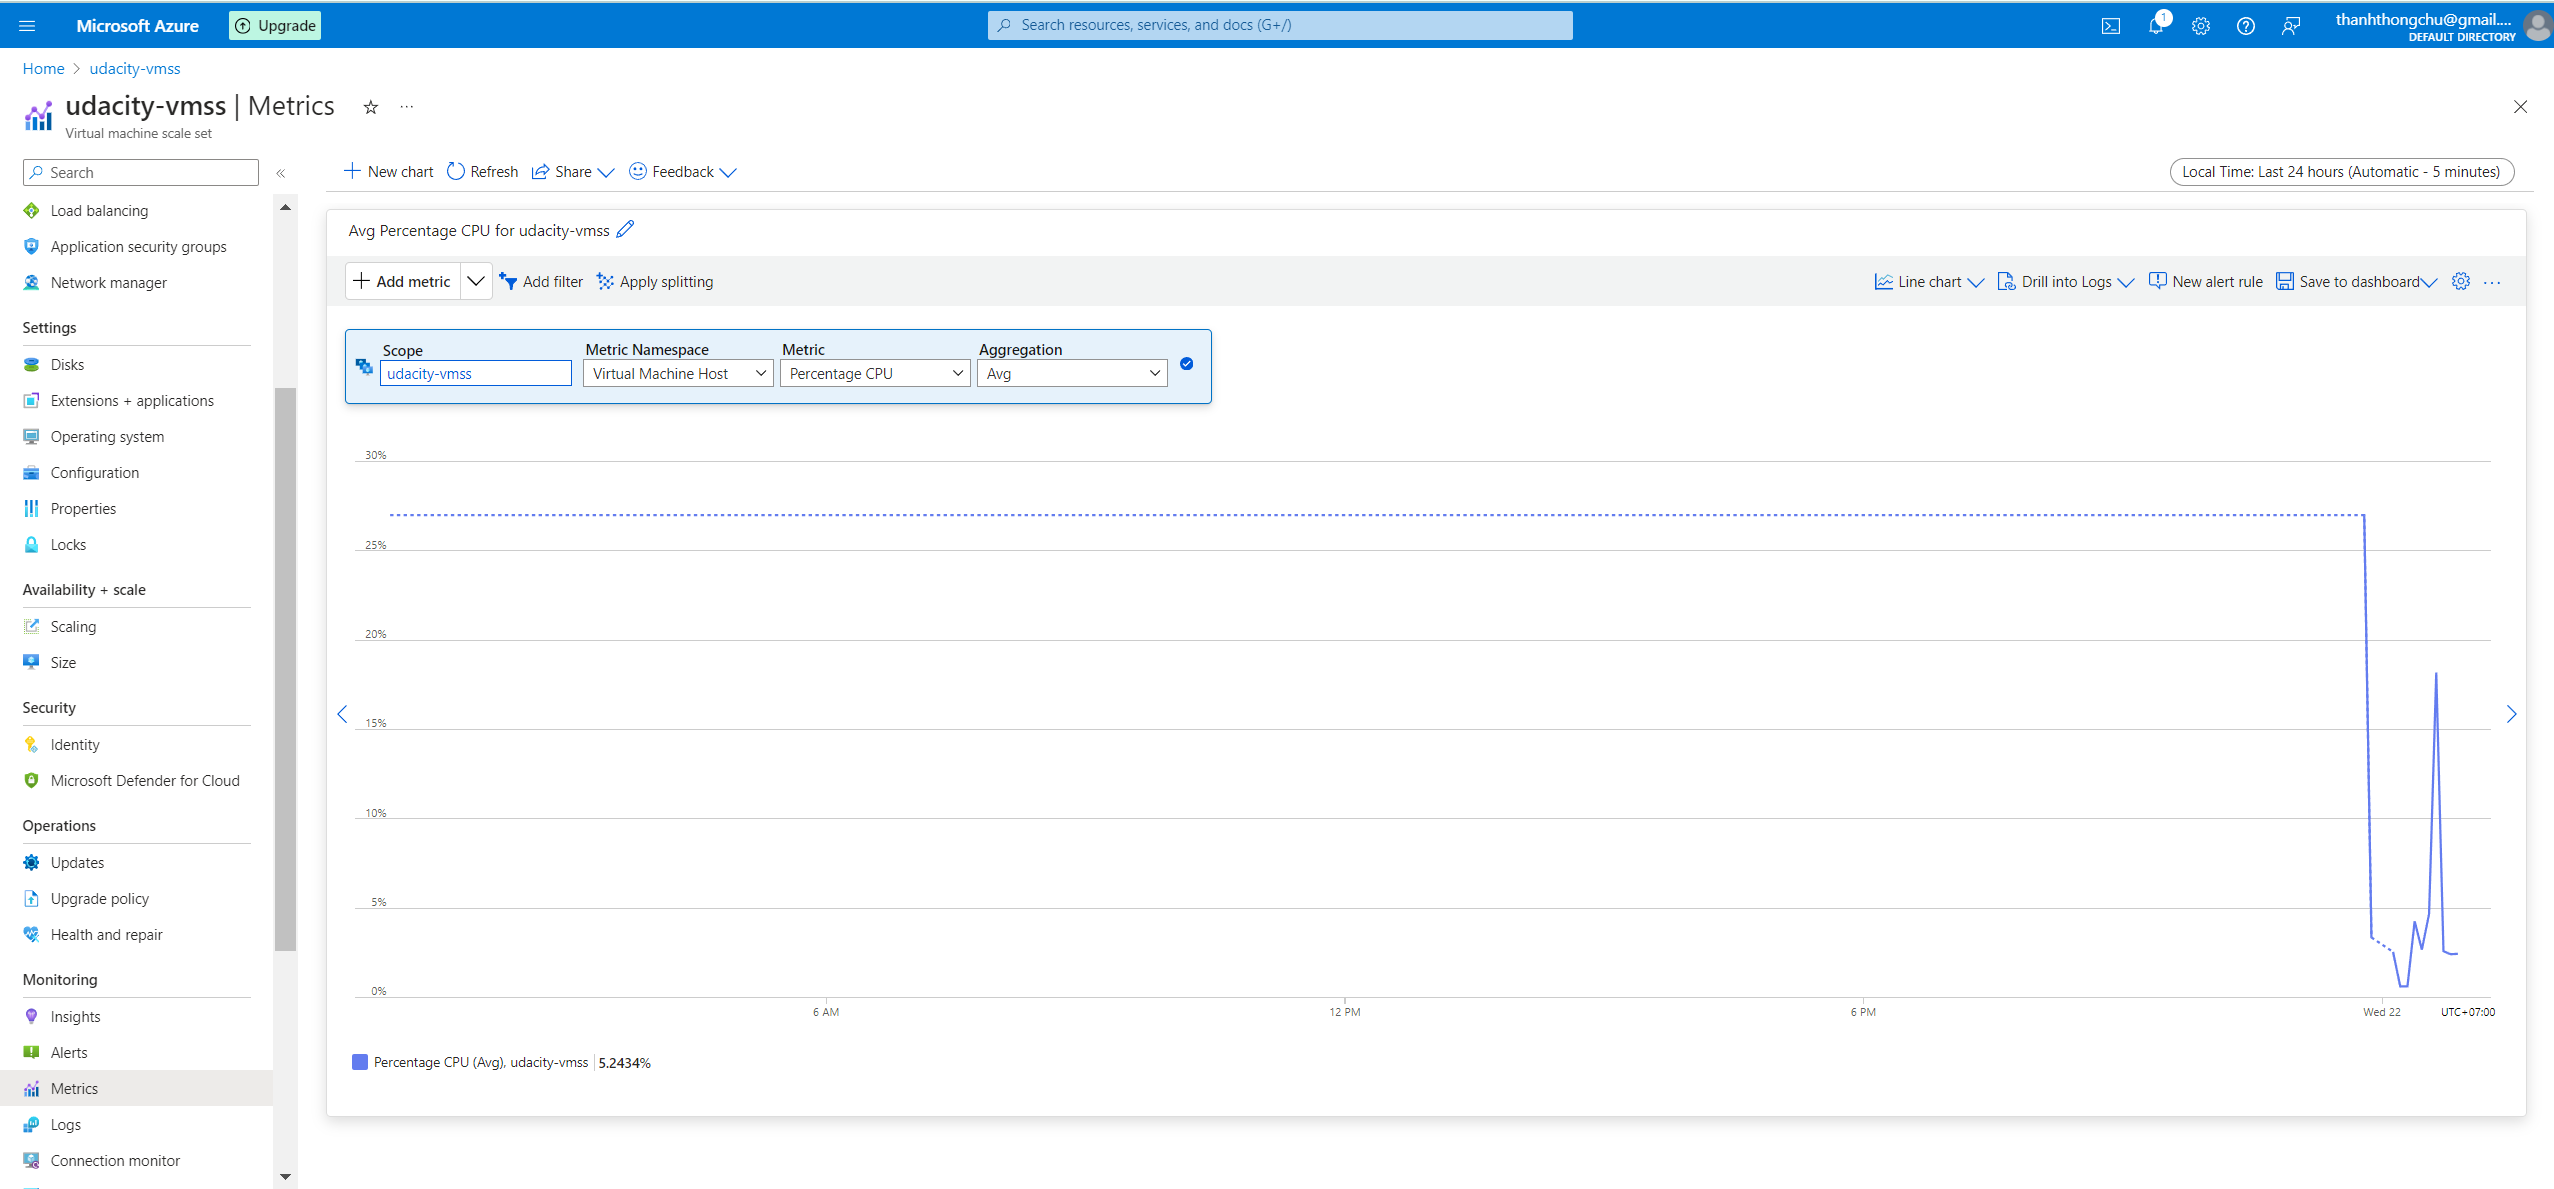 Microsoft Azure
Upgrade
Search resources, services, and docs (G+/)
1
thanhthongchu@gmail....
DEFAULT DIRECTORY
Home > udacity-vmss
udacity-vmss | Metrics
Virtual machine scale set
Search
Load balancing
Application security groups
Network manager
Settings
Disks
Extensions + applications
Operating system
Configuration
Properties
Locks
Availability + scale
Scaling
Size
Security
Identity
Microsoft Defender for Cloud
Operations
Updates
Upgrade policy
Health and repair
Monitoring
Insights
Alerts
Metrics
Logs
Connection monitor
New chart Refresh Share Feedback
Local Time: Last 24 hours (Automatic - 5 minutes)
Avg Percentage CPU for udacity-vmss
Add metric Add filter Apply splitting
Line chart Drill into Logs New alert rule Save to dashboard
Scope Metric Namespace Metric Aggregation
udacity-vmss Virtual Machine Host Percentage CPU Avg
30%
25%
20%
15%
10%
5%
0%
6 AM 12 PM 6 PM Wed 22 UTC+07:00
Percentage CPU (Avg), udacity-vmss 5.2434%